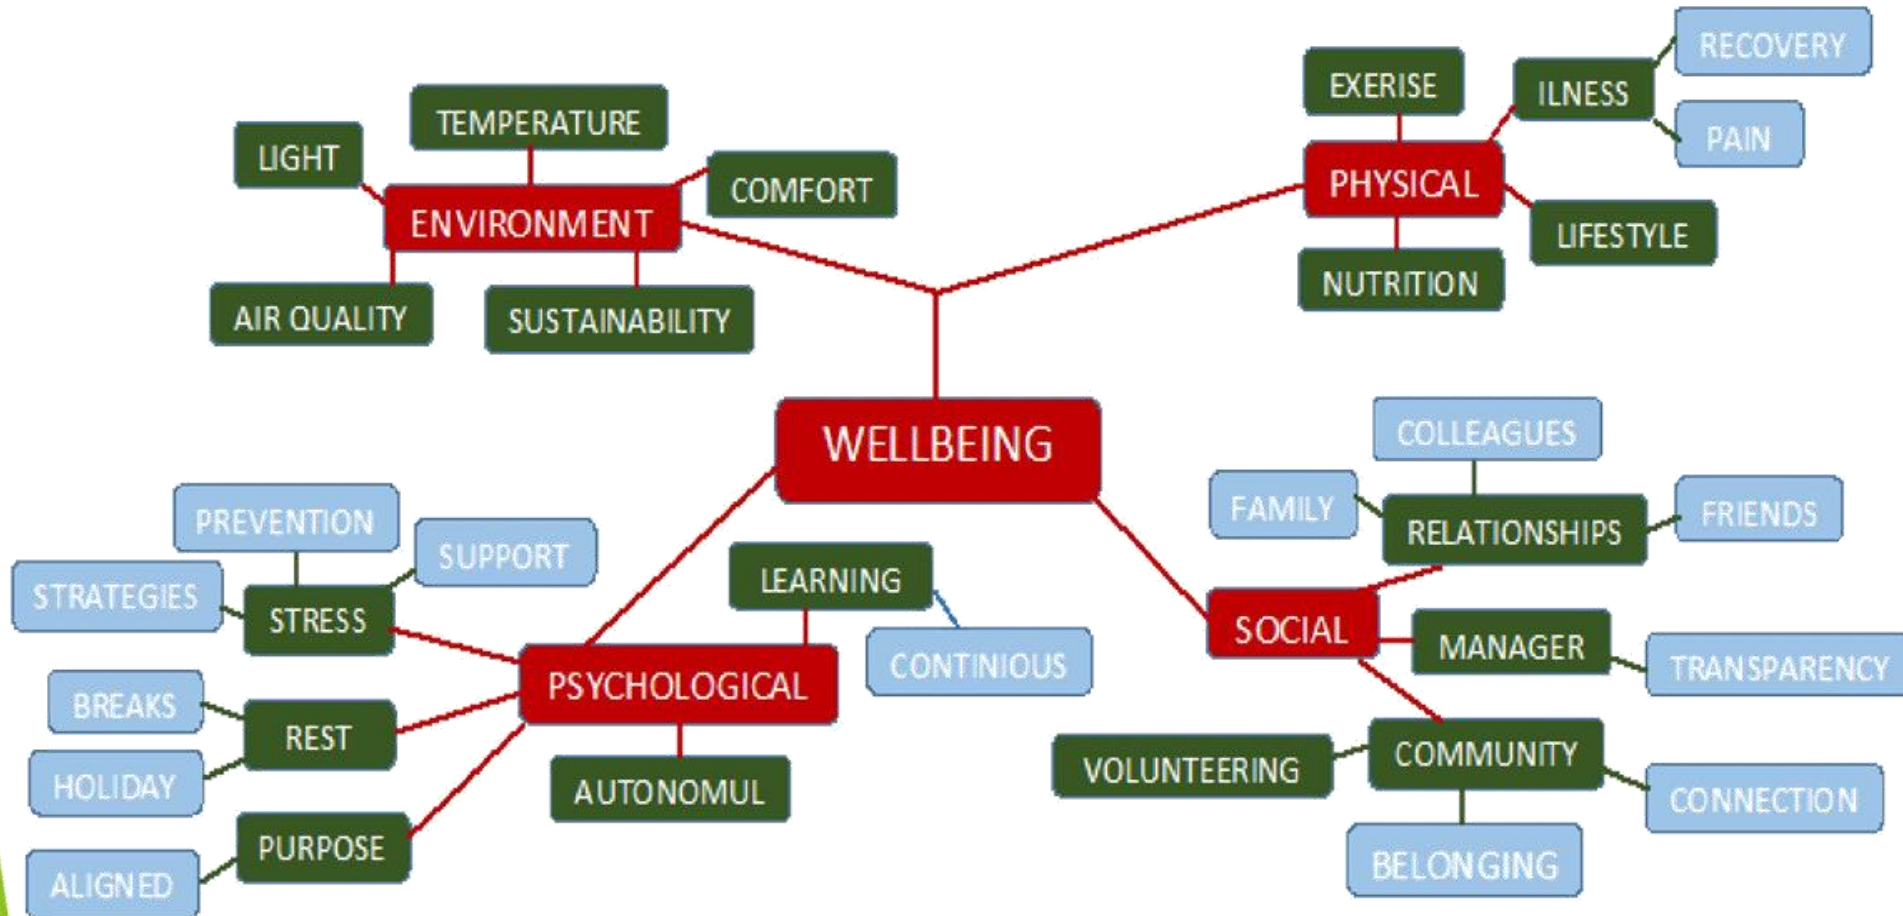 RECOVERY
EXERISE
ILNESS
TEMPERATURE
PAIN
LIGHT
COMFORT
PHYSICAL
ENVIRONMENT
LIFESTYLE
NUTRITION
AIR QUALITY
SUSTAINABILITY
WELLBEING
COLLEAGUES
FAMILY
FRIENDS
RELATIONSHIPS
PREVENTION
SUPPORT
LEARNING
STRATEGIES
STRESS
SOCIAL
MANAGER
CONTINIOUS
TRANSPARENCY
PSYCHOLOGICAL
BREAKS
REST
COMMUNITY
VOLUNTEERING
HOLIDAY
AUTONOMUL
CONNECTION
PURPOSE
BELONGING
ALIGNED